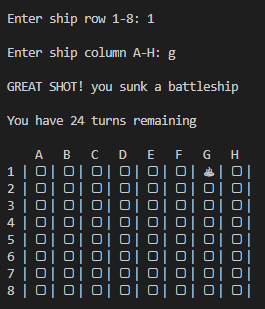 Enter ship row 1-8: 1
Enter ship column A-H: g
GREAT SHOT! you sunk a battleship
You have 24 turns remaining
A B C D E F G H
1 | ▢ | ▢ | ▢ | ▢ | ▢ | ▢ | 🚢 | ▢ |
2 | ▢ | ▢ | ▢ | ▢ | ▢ | ▢ | ▢ | ▢ |
3 | ▢ | ▢ | ▢ | ▢ | ▢ | ▢ | ▢ | ▢ |
4 | ▢ | ▢ | ▢ | ▢ | ▢ | ▢ | ▢ | ▢ |
5 | ▢ | ▢ | ▢ | ▢ | ▢ | ▢ | ▢ | ▢ |
6 | ▢ | ▢ | ▢ | ▢ | ▢ | ▢ | ▢ | ▢ |
7 | ▢ | ▢ | ▢ | ▢ | ▢ | ▢ | ▢ | ▢ |
8 | ▢ | ▢ | ▢ | ▢ | ▢ | ▢ | ▢ | ▢ |